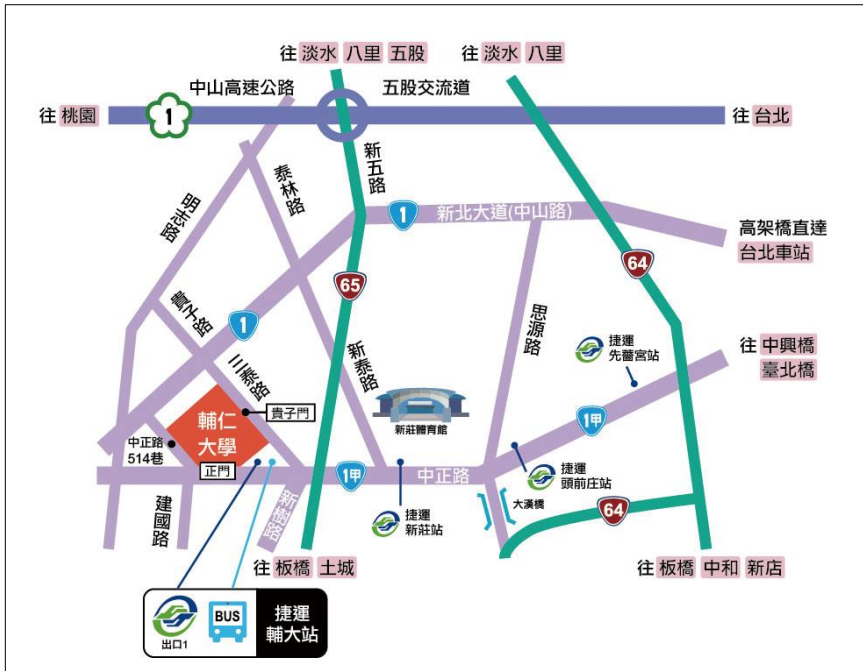 往 淡水 八里 五股
往 淡水 八里
中山高速公路
五股交流道
往 桃園
1
往 台北
明志路
泰林路
新五路
1
新北大道(中山路)
高架橋直達
台北車站
64
65
貴子路
1
三泰路
新泰路
思源路
捷運
先嗇宮站
往 中興橋
臺北橋
輔仁
大學
貴子門
新莊體育館
1甲
中正路
514巷
正門
1甲
中正路
捷運
頭前庄站
建國路
新樹路
捷運
新莊站
大漢橋
64
往 板橋 土城
往 板橋 中和 新店
出口1
BUS
捷運
輔大站